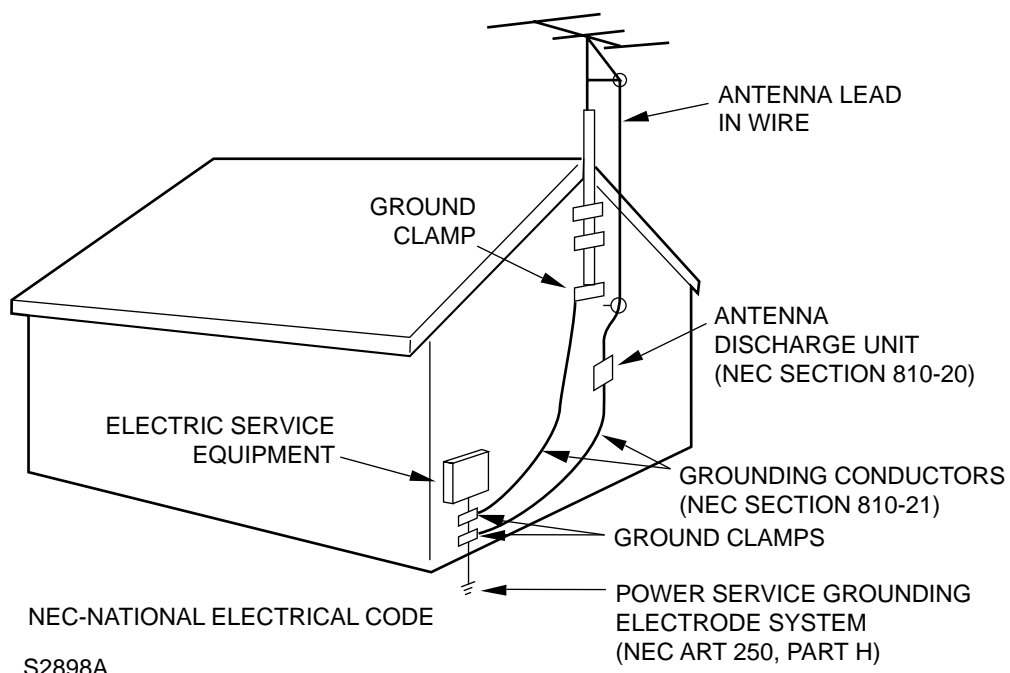 ANTENNA LEAD
IN WIRE
GROUND
CLAMP
ANTENNA
DISCHARGE UNIT
(NEC SECTION 810-20)
ELECTRIC SERVICE
EQUIPMENT
GROUNDING CONDUCTORS
(NEC SECTION 810-21)
GROUND CLAMPS
POWER SERVICE GROUNDING
ELECTRODE SYSTEM
(NEC ART 250, PART H)
NEC-NATIONAL ELECTRICAL CODE
S2898A